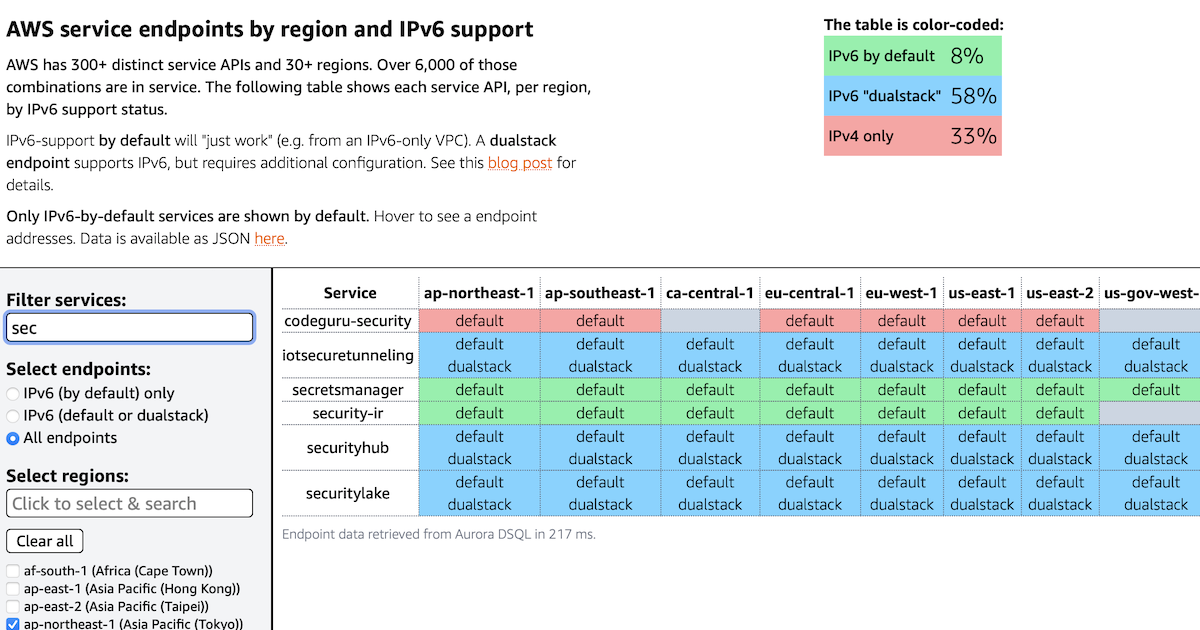 AWS service endpoints by region and IPv6 support
AWS has 300+ distinct service APIs and 30+ regions. Over 6,000 of those
combinations are in service. The following table shows each service API, per region,
by IPv6 support status.
IPv6-support by default will "just work" (e.g. from an IPv6-only VPC). A dualstack
endpoint supports IPv6, but requires additional configuration. See this blog post for
details.
Only IPv6-by-default services are shown by default. Hover to see a endpoint
addresses. Data is available as JSON here.
The table is color-coded:
IPv6 by default 8%
IPv6 "dualstack" 58%
IPv4 only 33%
Filter services:
sec
Select endpoints:
IPv6 (by default) only
IPv6 (default or dualstack)
All endpoints
Select regions:
Click to select & search
Clear all
af-south-1 (Africa (Cape Town))
ap-east-1 (Asia Pacific (Hong Kong))
ap-east-2 (Asia Pacific (Taipei))
ap-northeast-1 (Asia Pacific (Tokyo))
Service ap-northeast-1 ap-southeast-1 ca-central-1 eu-central-1 eu-west-1 us-east-1 us-east-2 us-gov-west-
codeguru-security default default default default default default
iotsecuretunneling default default default default default default default default
dualstack dualstack dualstack dualstack dualstack dualstack dualstack dualstack
secretsmanager default default default default default default default default
security-ir default default default default default default default
securityhub default default default default default default default default
dualstack dualstack dualstack dualstack dualstack dualstack dualstack dualstack
securitylake default default default default default default default default
dualstack dualstack dualstack dualstack dualstack dualstack dualstack dualstack
Endpoint data retrieved from Aurora DSQL in 217 ms.